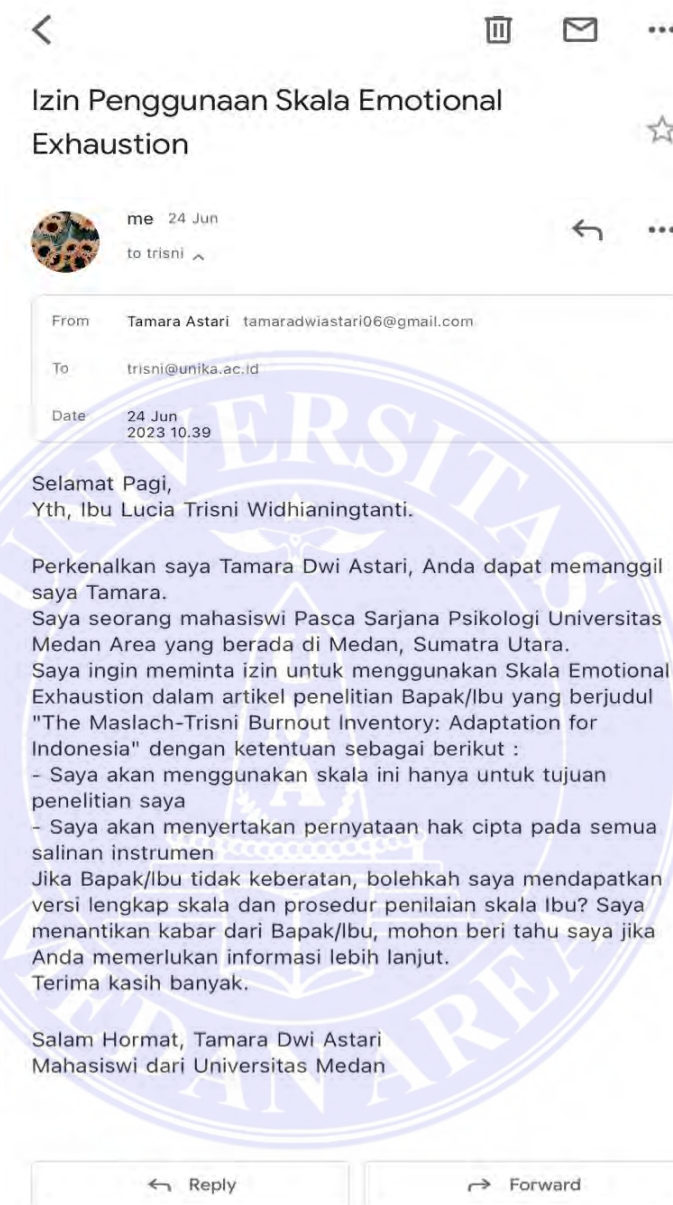 Izin Penggunaan Skala Emotional
Exhaustion
me 24 Jun
to trisni
From Tamara Astari tamaradwiastari06@gmail.com
To trisni@unika.ac.id
Date 24 Jun
2023 10.39
Selamat Pagi,
Yth, Ibu Lucia Trisni Widhianingtanti.
Perkenalkan saya Tamara Dwi Astari, Anda dapat memanggil
saya Tamara.
Saya seorang mahasiswi Pasca Sarjana Psikologi Universitas
Medan Area yang berada di Medan, Sumatra Utara.
Saya ingin meminta izin untuk menggunakan Skala Emotional
Exhaustion dalam artikel penelitian Bapak/Ibu yang berjudul
"The Maslach-Trisni Burnout Inventory: Adaptation for
Indonesia" dengan ketentuan sebagai berikut :
- Saya akan menggunakan skala ini hanya untuk tujuan
penelitian saya
- Saya akan menyertakan pernyataan hak cipta pada semua
salinan instrumen
Jika Bapak/Ibu tidak keberatan, bolehkah saya mendapatkan
versi lengkap skala dan prosedur penilaian skala Ibu? Saya
menantikan kabar dari Bapak/Ibu, mohon beri tahu saya jika
Anda memerlukan informasi lebih lanjut.
Terima kasih banyak.
Salam Hormat, Tamara Dwi Astari
Mahasiswi dari Universitas Medan
Reply Forward
UNIVERSITAS
UMA
MEDAN AREA